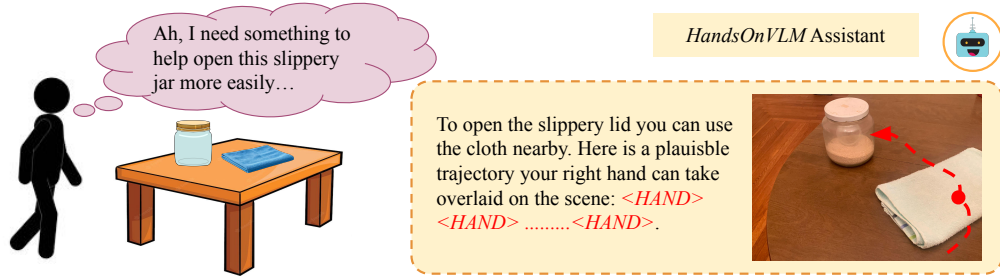 Ah, I need something to
help open this slippery
jar more easily…
HandsOnVLM Assistant
To open the slippery lid you can use
the cloth nearby. Here is a plauisble
trajectory your right hand can take
overlaid on the scene: <HAND>
<HAND> .........<HAND>.